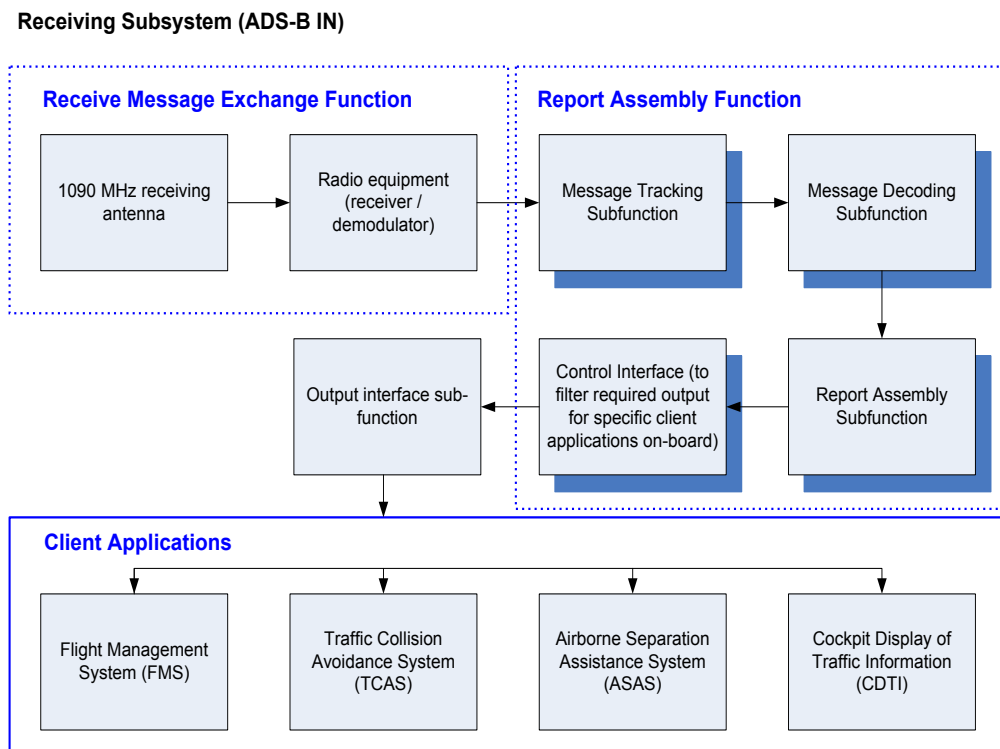 Receiving Subsystem (ADS-B IN)
Receive Message Exchange Function
Report Assembly Function
1090 MHz receiving
antenna
Radio equipment
(receiver /
demodulator)
Message Tracking
Subfunction
Message Decoding
Subfunction
Output interface sub-
function
Control Interface (to
filter required output
for specific client
applications on-board)
Report Assembly
Subfunction
Client Applications
Flight Management
System (FMS)
Traffic Collision
Avoidance System
(TCAS)
Airborne Separation
Assistance System
(ASAS)
Cockpit Display of
Traffic Information
(CDTI)